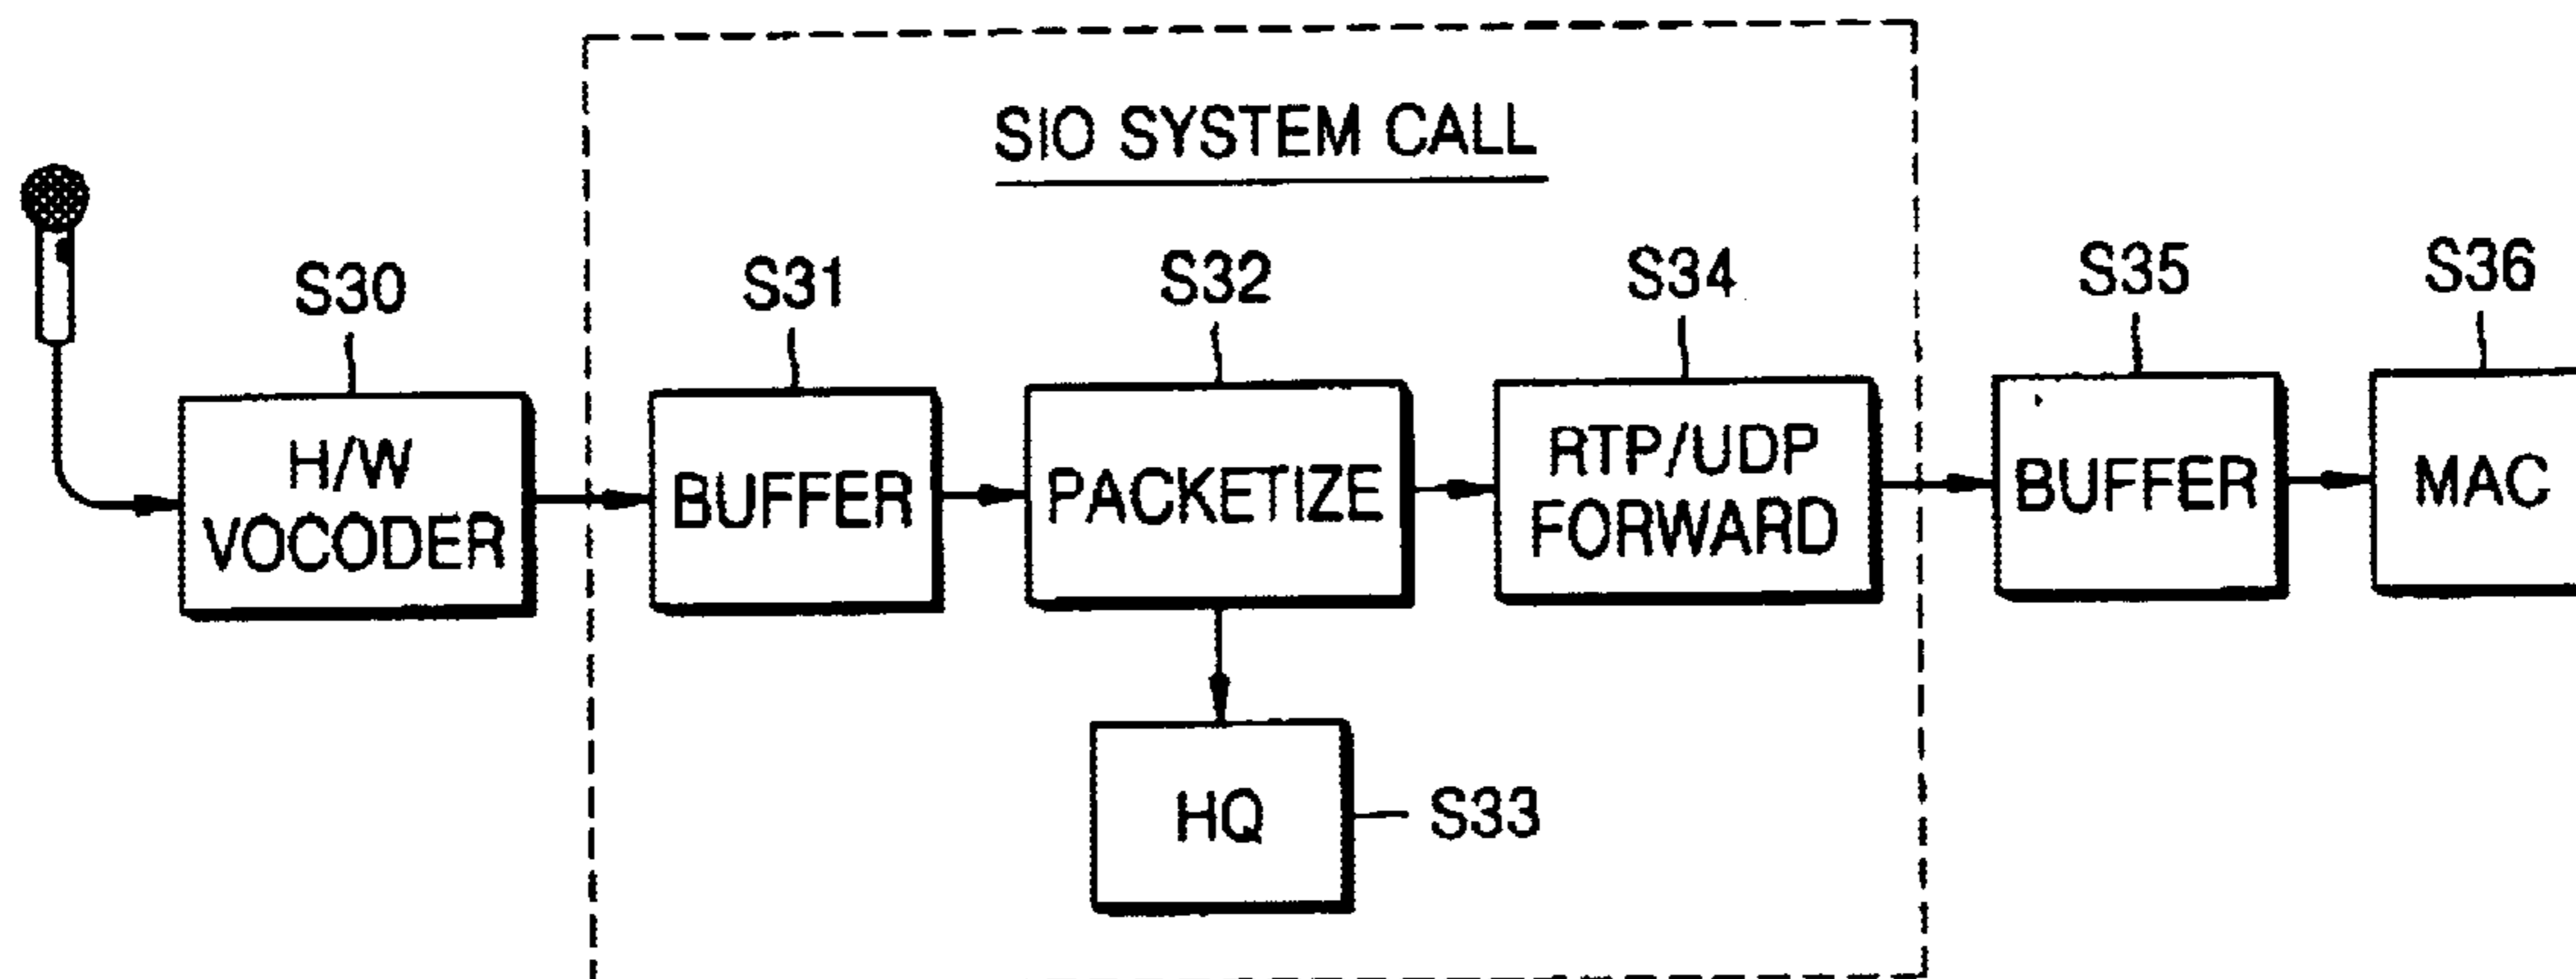 SIO SYSTEM CALL
S30
S31
S32
S34
S35
S36
H/W
VOCODER
BUFFER
PACKETIZE
RTP/UDP
FORWARD
BUFFER
MAC
HQ
S33